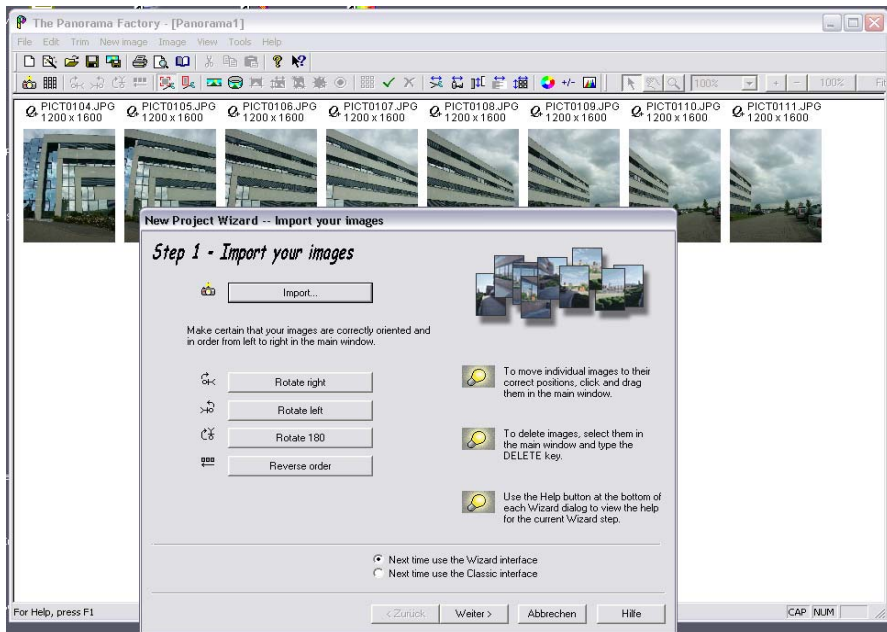 The Panorama Factory - [Panorama1]
File Edit Trim New image Image View Tools Help
100% 100% Fit
PICT0104.JPG PICT0105.JPG PICT0106.JPG PICT0107.JPG PICT0108.JPG PICT0109.JPG PICT0110.JPG PICT0111.JPG
1200 x 1600 1200 x 1600 1200 x 1600 1200 x 1600 1200 x 1600 1200 x 1600 1200 x 1600 1200 x 1600
New Project Wizard -- Import your images
Step 1 - Import your images
Import...
Make certain that your images are correctly oriented and
in order from left to right in the main window.
Rotate right
Rotate left
Rotate 180
Reverse order
To move individual images to their
correct positions, click and drag
them in the main window.
To delete images, select them in
the main window and type the
DELETE key.
Use the Help button at the bottom of
each Wizard dialog to view the help
for the current Wizard step.
Next time use the Wizard interface
Next time use the Classic interface
< Zurück Weiter > Abbrechen Hilfe
For Help, press F1 CAP NUM